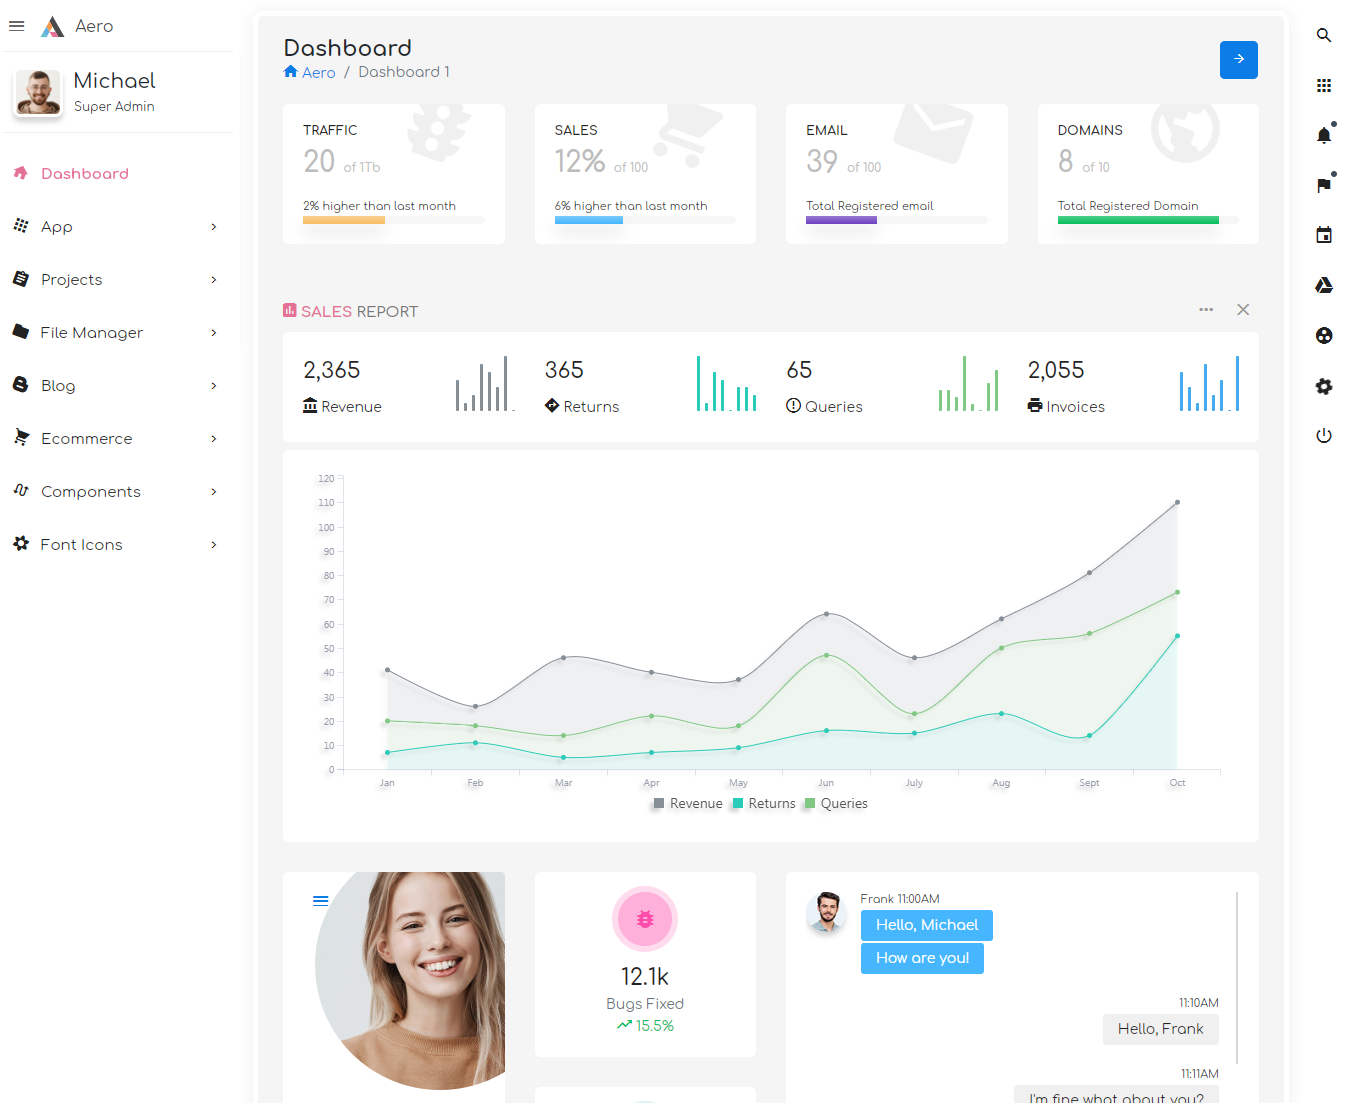 Aero
Michael
Super Admin
Dashboard
App
Projects
File Manager
Blog
Ecommerce
Components
Font Icons
Dashboard
Aero / Dashboard 1
TRAFFIC
20 of 1Tb
2% higher than last month
SALES
12% of 100
6% higher than last month
EMAIL
39 of 100
Total Registered email
DOMAINS
8 of 10
Total Registered Domain
SALES REPORT
2,365
Revenue
365
Returns
65
Queries
2,055
Invoices
120
110
100
90
80
70
60
50
40
30
20
10
0
Jan Feb Mar Apr May Jun July Aug Sept Oct
Revenue Returns Queries
12.1k
Bugs Fixed
15.5%
Frank 11:00AM
Hello, Michael
How are you!
11:10AM
Hello, Frank
11:11AM
I'm fine what about you?